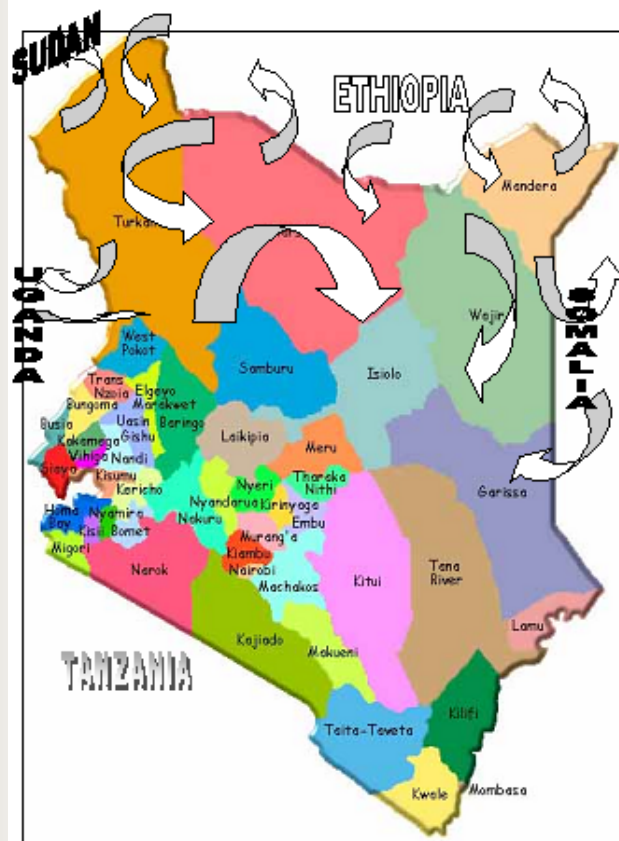 SUDAN
ETHIOPIA
Mandera
Turkan
Wajir
UGANDA
SOMALIA
West
Pokot
Samburu
Isiolo
Trans
Nzoia
Elgeyo
Marakwet
Bungoma
Uasin
Gishu
Baringo
Busia
Kakamega
Vihiga
Nandi
Siaya
Kisumu
Kericho
Laikipia
Meru
Tharaka
Nithi
Garissa
Nyeri
Nyandarua
Kirinyaga
Embu
Nakuru
Homa
Bay
Nyamira
Kisii
Bomet
Migori
Murang'a
Kiambu
Nairobi
Machakos
Narok
Kitui
Tana
River
Lamu
Kajiado
Makueni
TANZANIA
Taita-Taweta
Kilifi
Kwale
Mombasa